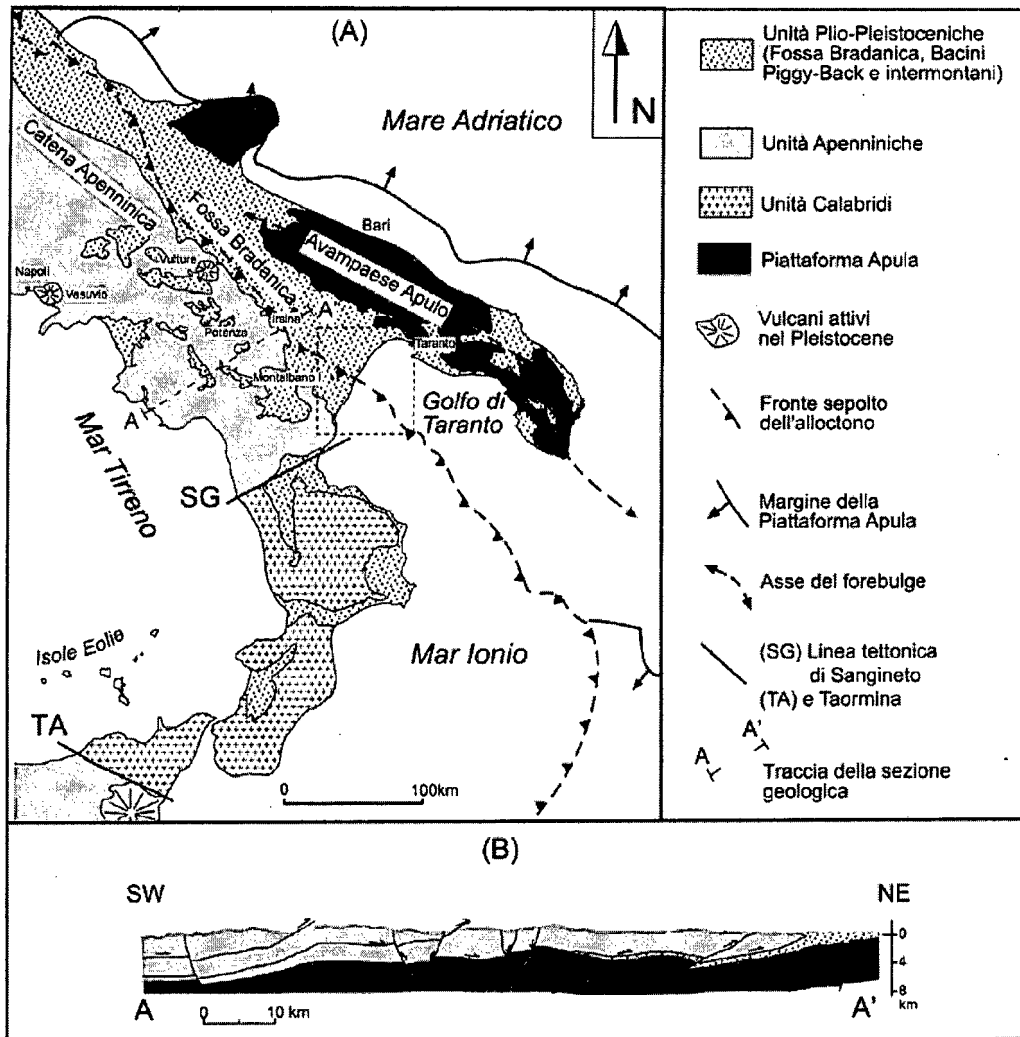 (A)
N
Mare Adriatico
Catena Apenninica
Fossa Bradanica
Bari
Avampaese Apulo
Vulture
Napoli
Vesuvio
Irsina
A'
Potenza
Taranto
Montalbano I.
Golfo di
Taranto
A
Mar Tirreno
SG
Mar Ionio
Isole Eolie
TA
0 100km
Unità Plio-Pleistoceniche
(Fossa Bradanica, Bacini
Piggy-Back e intermontani)
Unità Apenniniche
Unità Calabridi
Piattaforma Apula
Vulcani attivi
nel Pleistocene
Fronte sepolto
dell'alloctono
Margine della
Piattaforma Apula
Asse del forebulge
(SG) Linea tettonica
di Sangineto
(TA) e Taormina
A'
A
Traccia della sezione
geologica
(B)
SW
NE
0
4
8
km
A
A'
0 10 km